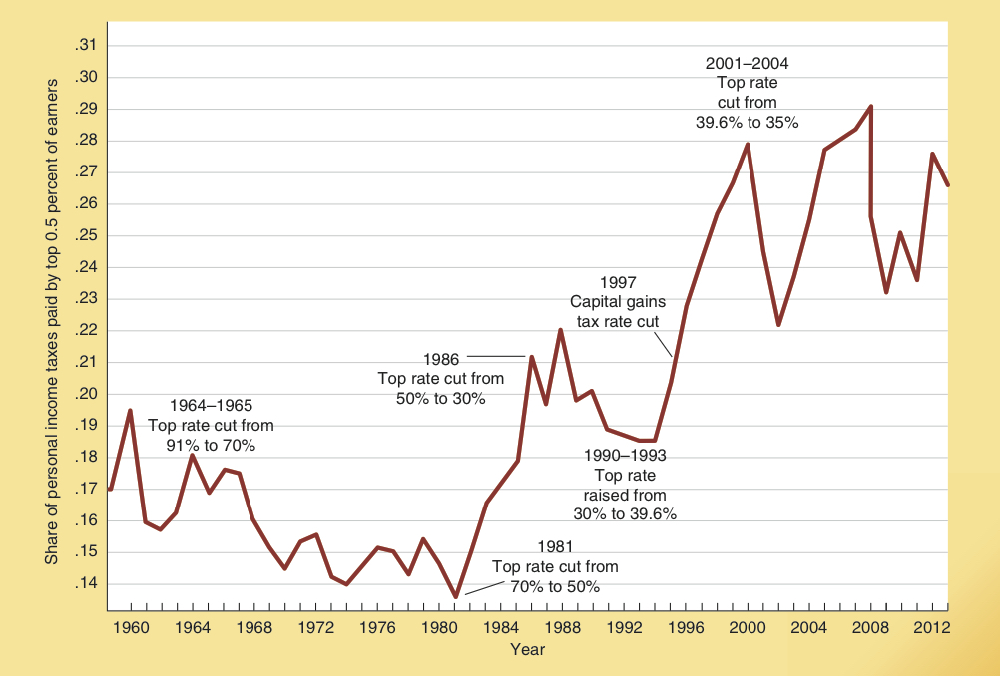 Share of personal income taxes paid by top 0.5 percent of earners
.31
.30
.29
.28
.27
.26
.25
.24
.23
.22
.21
.20
.19
.18
.17
.16
.15
.14
1964–1965
Top rate cut from
91% to 70%
1986
Top rate cut from
50% to 30%
1981
Top rate cut from
70% to 50%
1997
Capital gains
tax rate cut
1990–1993
Top rate
raised from
30% to 39.6%
2001–2004
Top rate
cut from
39.6% to 35%
1960 1964 1968 1972 1976 1980 1984 1988 1992 1996 2000 2004 2008 2012
Year